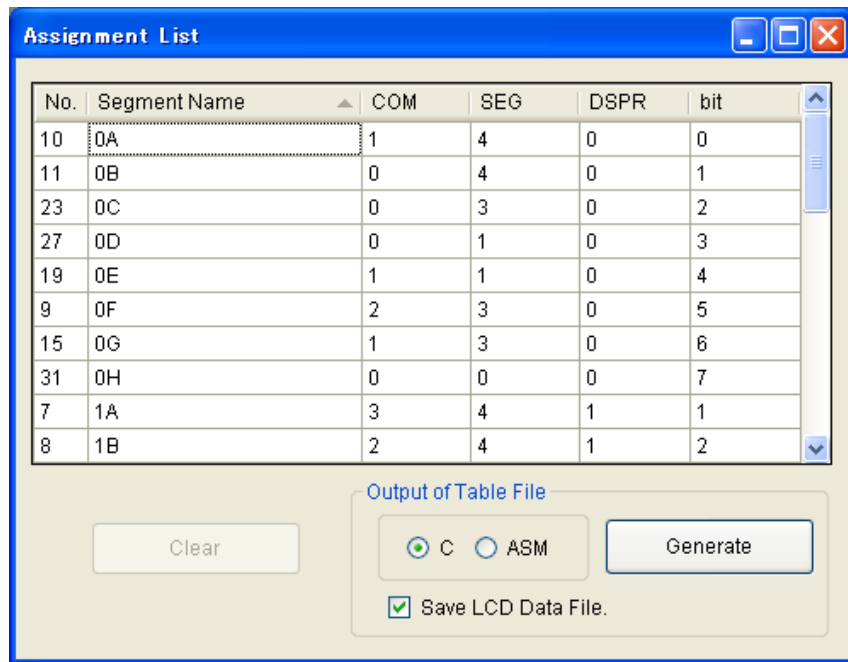 Assignment List
No. Segment Name COM SEG DSPR bit
10 0A 1 4 0 0
11 0B 0 4 0 1
23 0C 0 3 0 2
27 0D 0 1 0 3
19 0E 1 1 0 4
9 0F 2 3 0 5
15 0G 1 3 0 6
31 0H 0 0 0 7
7 1A 3 4 1 1
8 1B 2 4 1 2
Output of Table File
Clear C ASM Generate
Save LCD Data File.